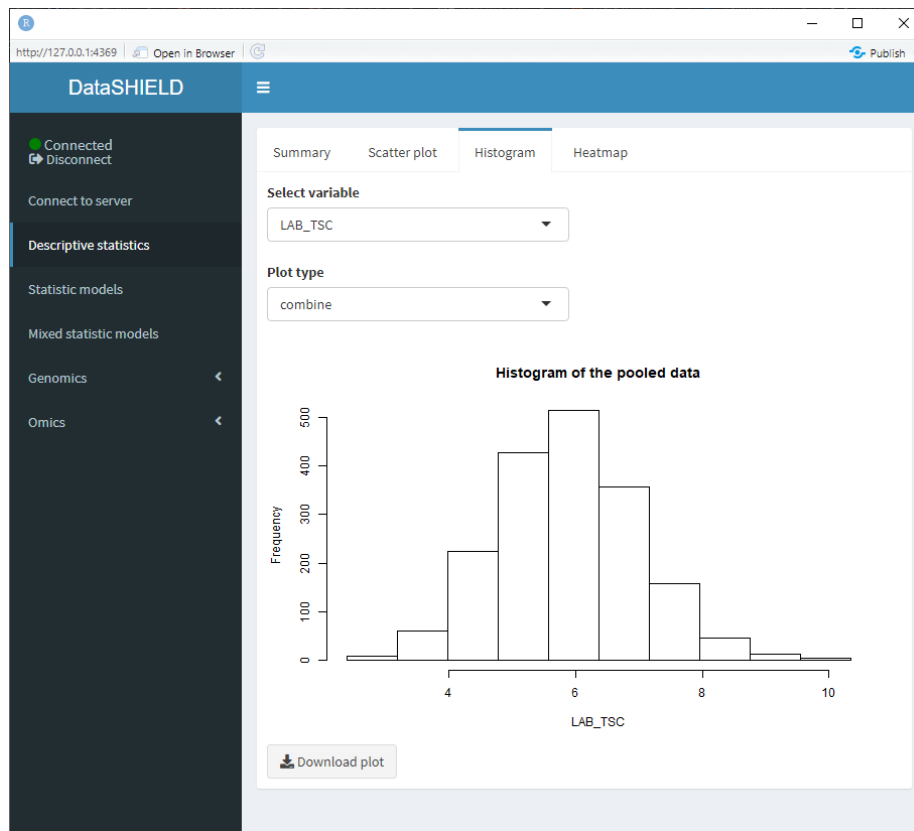 R
http://127.0.0.1:4369 Open in Browser Publish
DataSHIELD
Connected
Disconnect
Connect to server
Descriptive statistics
Statistic models
Mixed statistic models
Genomics
Omics
Summary Scatter plot Histogram Heatmap
Select variable
LAB_TSC
Plot type
combine
Histogram of the pooled data
Frequency
500
400
300
200
100
0
4 6 8 10
LAB_TSC
Download plot